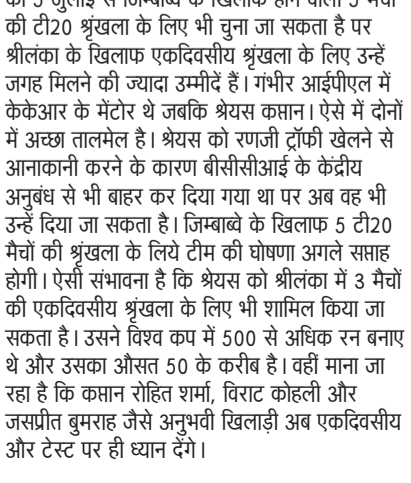 को 5 जुलाई से जिम्बाब्वे के खिलाफ होने वाली 5 मैचों
की टी20 श्रृंखला के लिए भी चुना जा सकता है पर
श्रीलंका के खिलाफ एकदिवसीय श्रृंखला के लिए उन्हें
जगह मिलने की ज्यादा उम्मीदें हैं। गंभीर आईपीएल में
केकेआर के मेंटोर थे जबकि श्रेयस कप्तान। ऐसे में दोनों
में अच्छा तालमेल है। श्रेयस को रणजी ट्रॉफी खेलने से
आनाकानी करने के कारण बीसीसीआई के केंद्रीय
अनुबंध से भी बाहर कर दिया गया था पर अब वह भी
उन्हें दिया जा सकता है। जिम्बाब्वे के खिलाफ 5 टी20
मैचों की श्रृंखला के लिये टीम की घोषणा अगले सप्ताह
होगी। ऐसी संभावना है कि श्रेयस को श्रीलंका में 3 मैचों
की एकदिवसीय श्रृंखला के लिए भी शामिल किया जा
सकता है। उसने विश्व कप में 500 से अधिक रन बनाए
थे और उसका औसत 50 के करीब है। वहीं माना जा
रहा है कि कप्तान रोहित शर्मा, विराट कोहली और
जसप्रीत बुमराह जैसे अनुभवी खिलाड़ी अब एकदिवसीय
और टेस्ट पर ही ध्यान देंगे।